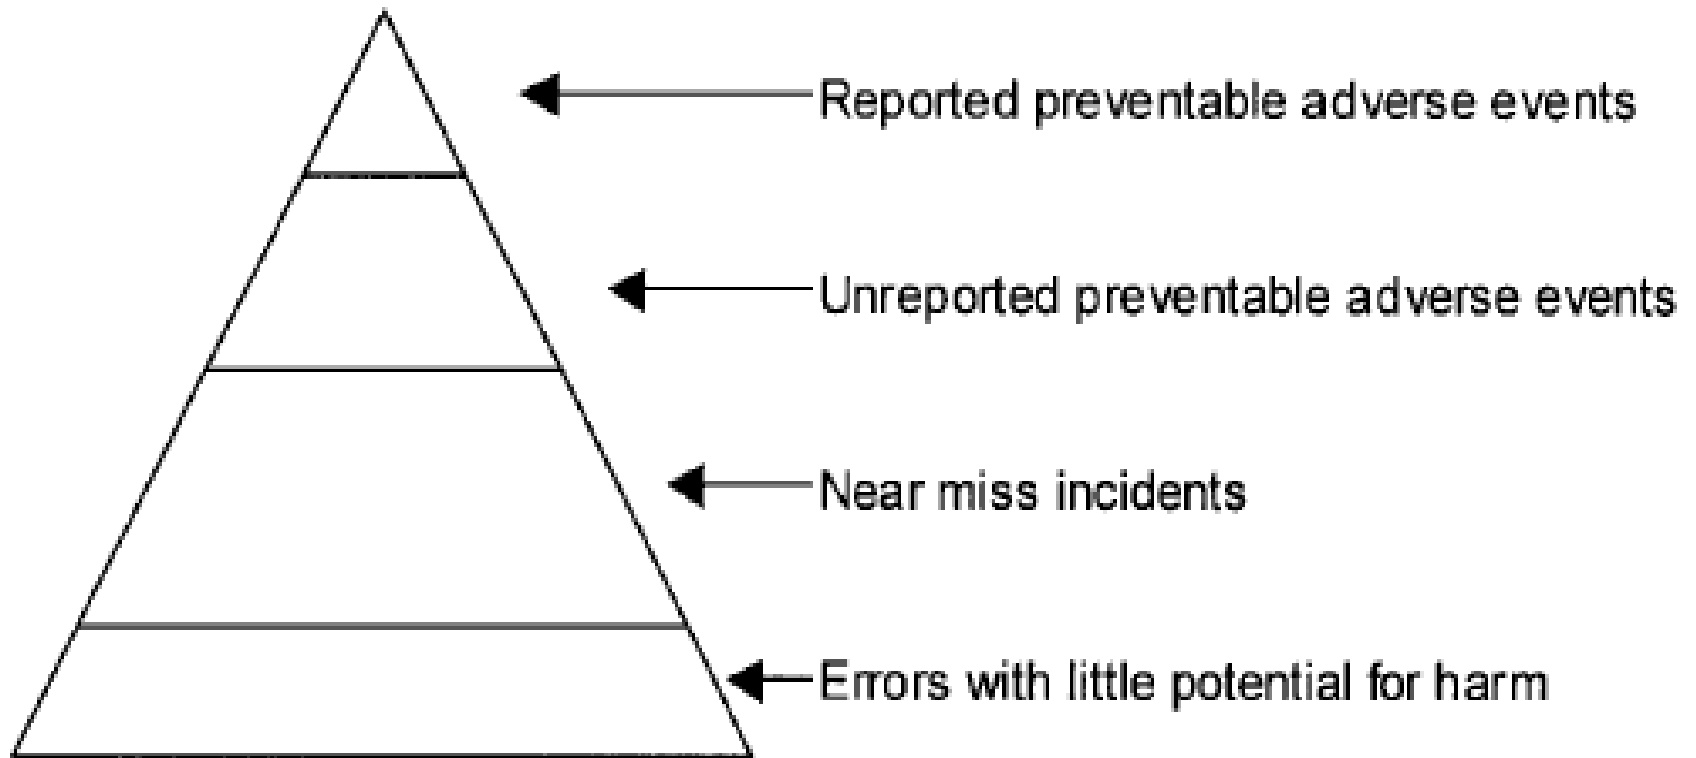 Reported preventable adverse events
Unreported preventable adverse events
Near miss incidents
Errors with little potential for harm